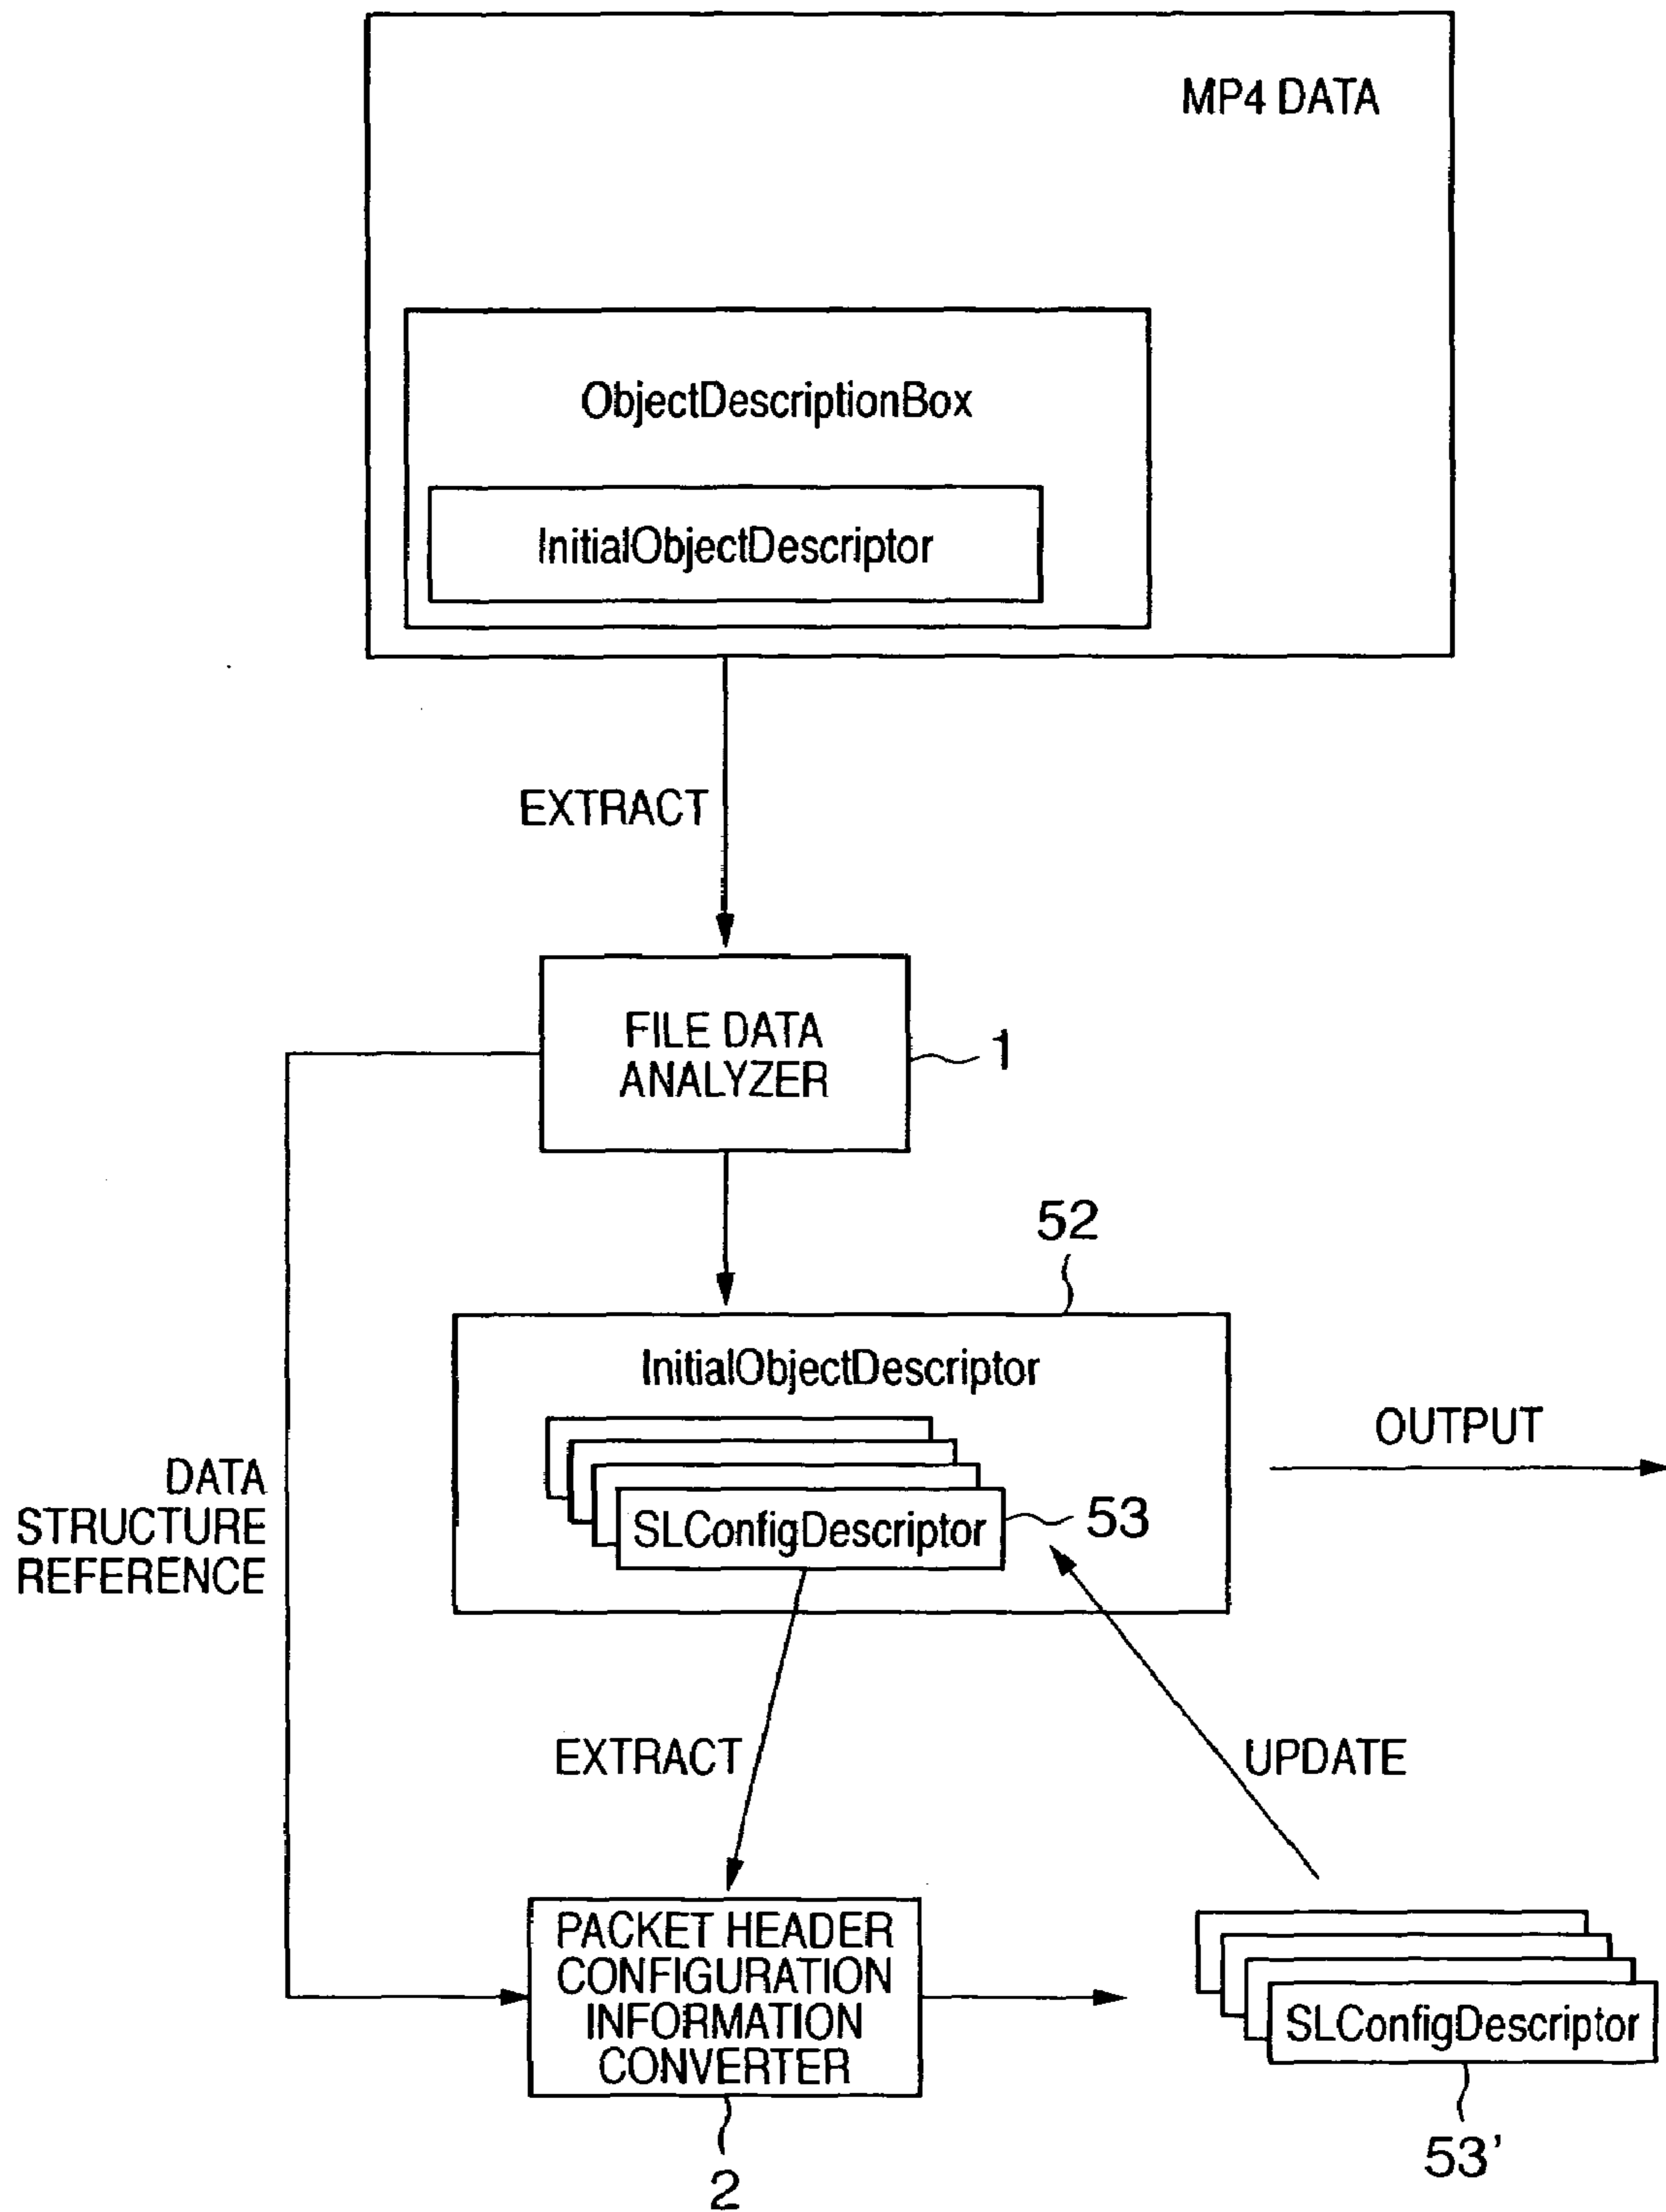 MP4 DATA
ObjectDescriptionBox
InitialObjectDescriptor
EXTRACT
FILE DATA
ANALYZER
1
52
InitialObjectDescriptor
OUTPUT
DATA
STRUCTURE
REFERENCE
SLConfigDescriptor
53
EXTRACT
UPDATE
PACKET HEADER
CONFIGURATION
INFORMATION
CONVERTER
SLConfigDescriptor
2
53'